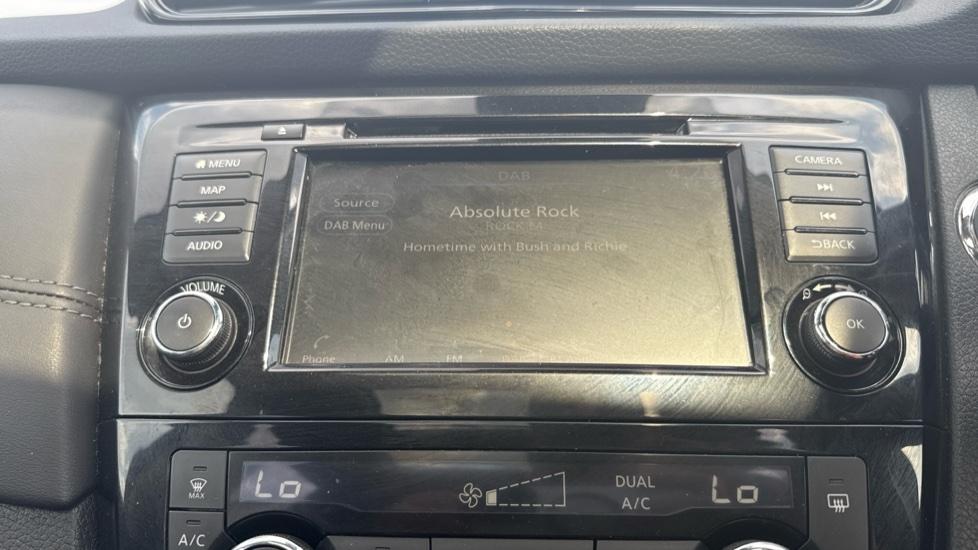 MENU
MAP
AUDIO
VOLUME
DAB
Source
DAB Menu
Absolute Rock
ROCK M
Hometime with Bush and Richie
Phone
AM
FM
CAMERA
BACK
OK
MAX
A/C
Lo
DUAL
A/C
Lo